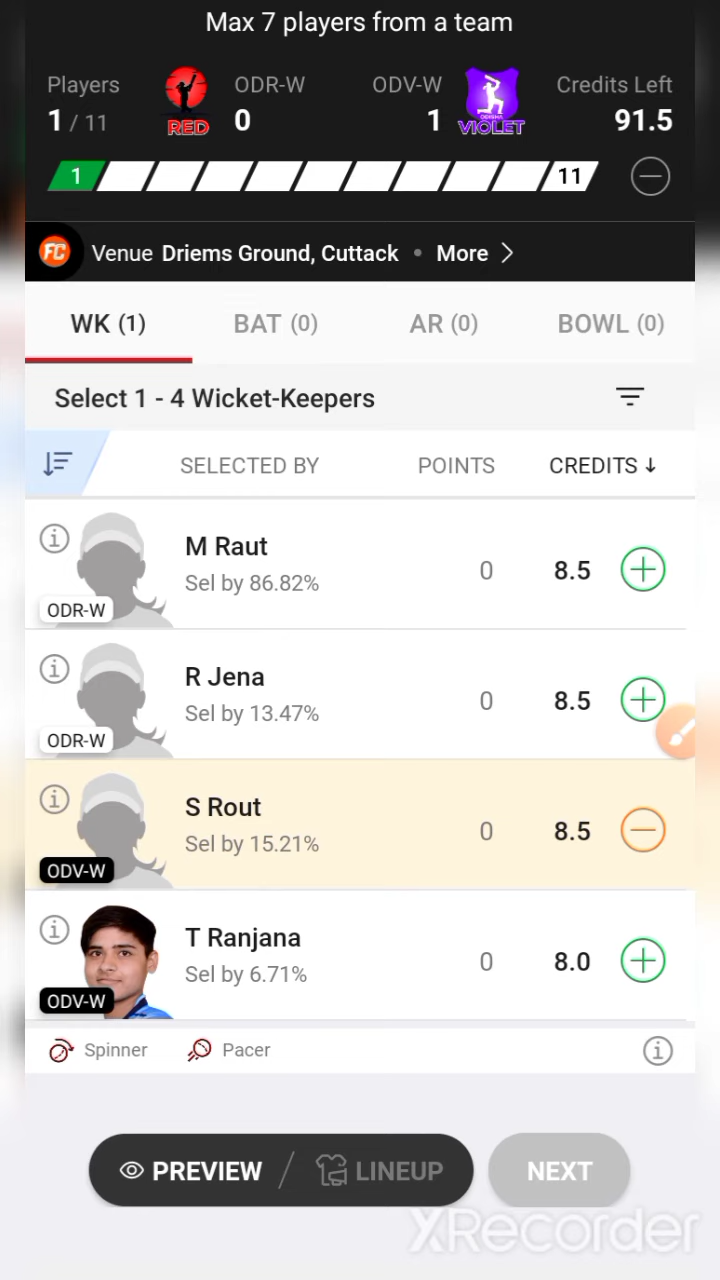 Max 7 players from a team
Players ODR-W ODV-W Credits Left
1 / 11 RED 0 1 ODISHA VIOLET 91.5
1 11
FC Venue Driems Ground, Cuttack • More
WK (1) BAT (0) AR (0) BOWL (0)
Select 1 - 4 Wicket-Keepers
SELECTED BY POINTS CREDITS ↓
M Raut
Sel by 86.82% 0 8.5
ODR-W
R Jena
Sel by 13.47% 0 8.5
ODR-W
S Rout
Sel by 15.21% 0 8.5
ODV-W
T Ranjana
Sel by 6.71% 0 8.0
ODV-W
Spinner Pacer
PREVIEW / LINEUP NEXT
XRecorder